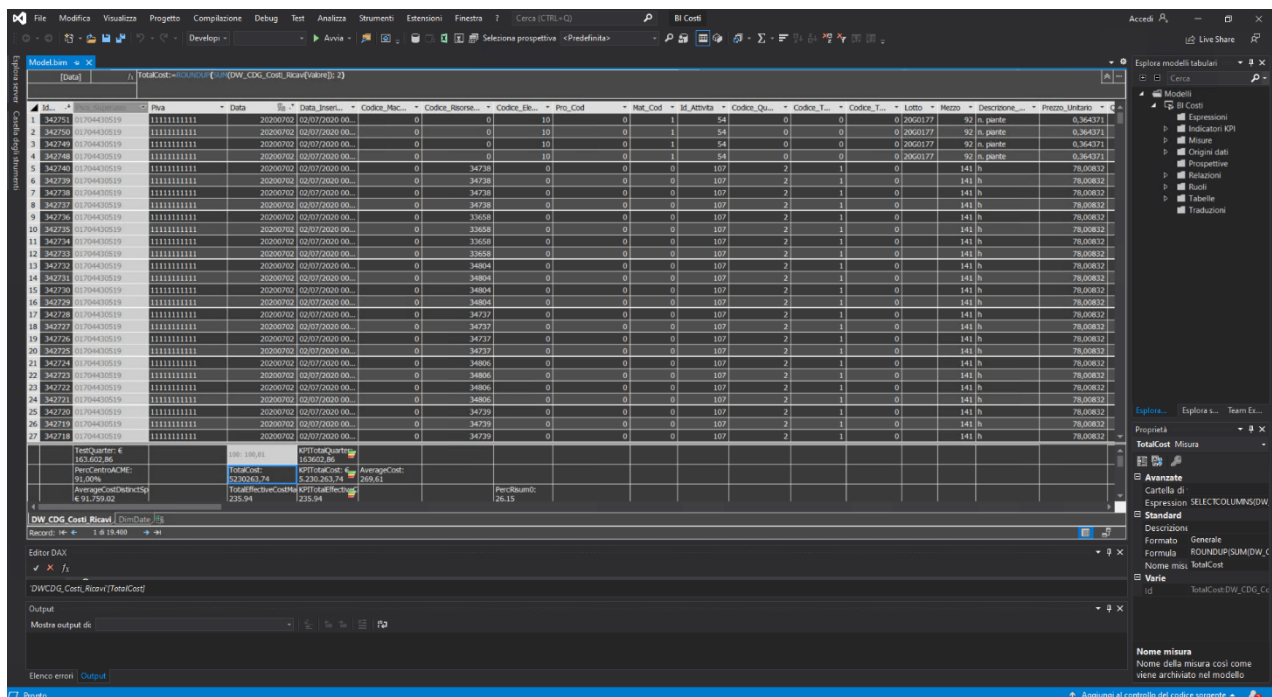 File Modifica Visualizza Progetto Compilazione Debug Test Analizza Strumenti Estensioni Finestra ? Cerca (CTRL+Q) BI Costi Accedi
Develop Avvia Seleziona prospettiva <Predefinita> Live Share
Model.bim
[Data] fx TotalCost:=ROUNDUP(SUM(DW_CDG_Costi_Ricavi[Valore]); 2)
Id... Piva Data Data_Inseri... Codice_Mac... Codice_Risorse... Codice_Ele... Pro_Cod Mat_Cod Id_Attivita Codice_Qu... Codice_T... Codice_T... Lotto Mezzo Descrizione_... Prezzo_Unitario
1 342751 01704430519 11111111111 20200702 02/07/2020 00... 0 0 10 0 1 54 0 0 0 20G0177 92 n. piante 0,364371
2 342750 01704430519 11111111111 20200702 02/07/2020 00... 0 0 10 0 1 54 0 0 0 20G0177 92 n. piante 0,364371
3 342749 01704430519 11111111111 20200702 02/07/2020 00... 0 0 10 0 1 54 0 0 0 20G0177 92 n. piante 0,364371
4 342748 01704430519 11111111111 20200702 02/07/2020 00... 0 0 10 0 1 54 0 0 0 20G0177 92 n. piante 0,364371
5 342740 01704430519 11111111111 20200702 02/07/2020 00... 0 34738 0 0 0 107 2 1 0 141 h 78,00832
6 342739 01704430519 11111111111 20200702 02/07/2020 00... 0 34738 0 0 0 107 2 1 0 141 h 78,00832
7 342738 01704430519 11111111111 20200702 02/07/2020 00... 0 34738 0 0 0 107 2 1 0 141 h 78,00832
8 342737 01704430519 11111111111 20200702 02/07/2020 00... 0 34738 0 0 0 107 2 1 0 141 h 78,00832
9 342736 01704430519 11111111111 20200702 02/07/2020 00... 0 33658 0 0 0 107 2 1 0 141 h 78,00832
10 342735 01704430519 11111111111 20200702 02/07/2020 00... 0 33658 0 0 0 107 2 1 0 141 h 78,00832
11 342734 01704430519 11111111111 20200702 02/07/2020 00... 0 33658 0 0 0 107 2 1 0 141 h 78,00832
12 342733 01704430519 11111111111 20200702 02/07/2020 00... 0 33658 0 0 0 107 2 1 0 141 h 78,00832
13 342732 01704430519 11111111111 20200702 02/07/2020 00... 0 34804 0 0 0 107 2 1 0 141 h 78,00832
14 342731 01704430519 11111111111 20200702 02/07/2020 00... 0 34804 0 0 0 107 2 1 0 141 h 78,00832
15 342730 01704430519 11111111111 20200702 02/07/2020 00... 0 34804 0 0 0 107 2 1 0 141 h 78,00832
16 342729 01704430519 11111111111 20200702 02/07/2020 00... 0 34804 0 0 0 107 2 1 0 141 h 78,00832
17 342728 01704430519 11111111111 20200702 02/07/2020 00... 0 34737 0 0 0 107 2 1 0 141 h 78,00832
18 342727 01704430519 11111111111 20200702 02/07/2020 00... 0 34737 0 0 0 107 2 1 0 141 h 78,00832
19 342726 01704430519 11111111111 20200702 02/07/2020 00... 0 34737 0 0 0 107 2 1 0 141 h 78,00832
20 342725 01704430519 11111111111 20200702 02/07/2020 00... 0 34737 0 0 0 107 2 1 0 141 h 78,00832
21 342724 01704430519 11111111111 20200702 02/07/2020 00... 0 34806 0 0 0 107 2 1 0 141 h 78,00832
22 342723 01704430519 11111111111 20200702 02/07/2020 00... 0 34806 0 0 0 107 2 1 0 141 h 78,00832
23 342722 01704430519 11111111111 20200702 02/07/2020 00... 0 34806 0 0 0 107 2 1 0 141 h 78,00832
24 342721 01704430519 11111111111 20200702 02/07/2020 00... 0 34806 0 0 0 107 2 1 0 141 h 78,00832
25 342720 01704430519 11111111111 20200702 02/07/2020 00... 0 34739 0 0 0 107 2 1 0 141 h 78,00832
26 342719 01704430519 11111111111 20200702 02/07/2020 00... 0 34739 0 0 0 107 2 1 0 141 h 78,00832
27 342718 01704430519 11111111111 20200702 02/07/2020 00... 0 34739 0 0 0 107 2 1 0 141 h 78,00832
TestQuarter: € KPITotalQuarter
163.602,86 163602,86
PercCentroACME: TotalCost: KPITotalCost: € AverageCost:
91,00% 5230263,74 5.230.263,74 269,61
AverageCostDistinctSp TotalEffectiveCostMa KPITotalEffectiveC PercRisum0:
€ 91.759,02 235,94 235,94 26,15
DW_CDG_Costi_Ricavi DimDate
Record: 1 di 19.400
Editor DAX
fx
'DWCDG_Costi_Ricavi'[TotalCost]
Output
Mostra output di:
Elenco errori Output
Pronto Aggiungi al controllo del codice sorgente
Esplora server
Casella degli strumenti
Esplora modelli tabulari
Cerca
Modelli
BI Costi
Espressioni
Indicatori KPI
Misure
Origini dati
Prospettive
Relazioni
Ruoli
Tabelle
Traduzioni
Esplora... Esplora s... Team Ex...
Proprietà
TotalCost Misura
Avanzate
Cartella di
Espression SELECTCOLUMNS(DW_
Standard
Descrizione
Formato Generale
Formula ROUNDUP(SUM(DW_C
Nome misu TotalCost
Varie
Id TotalCost:DW_CDG_Co
Nome misura
Nome della misura così come
viene archiviato nel modello